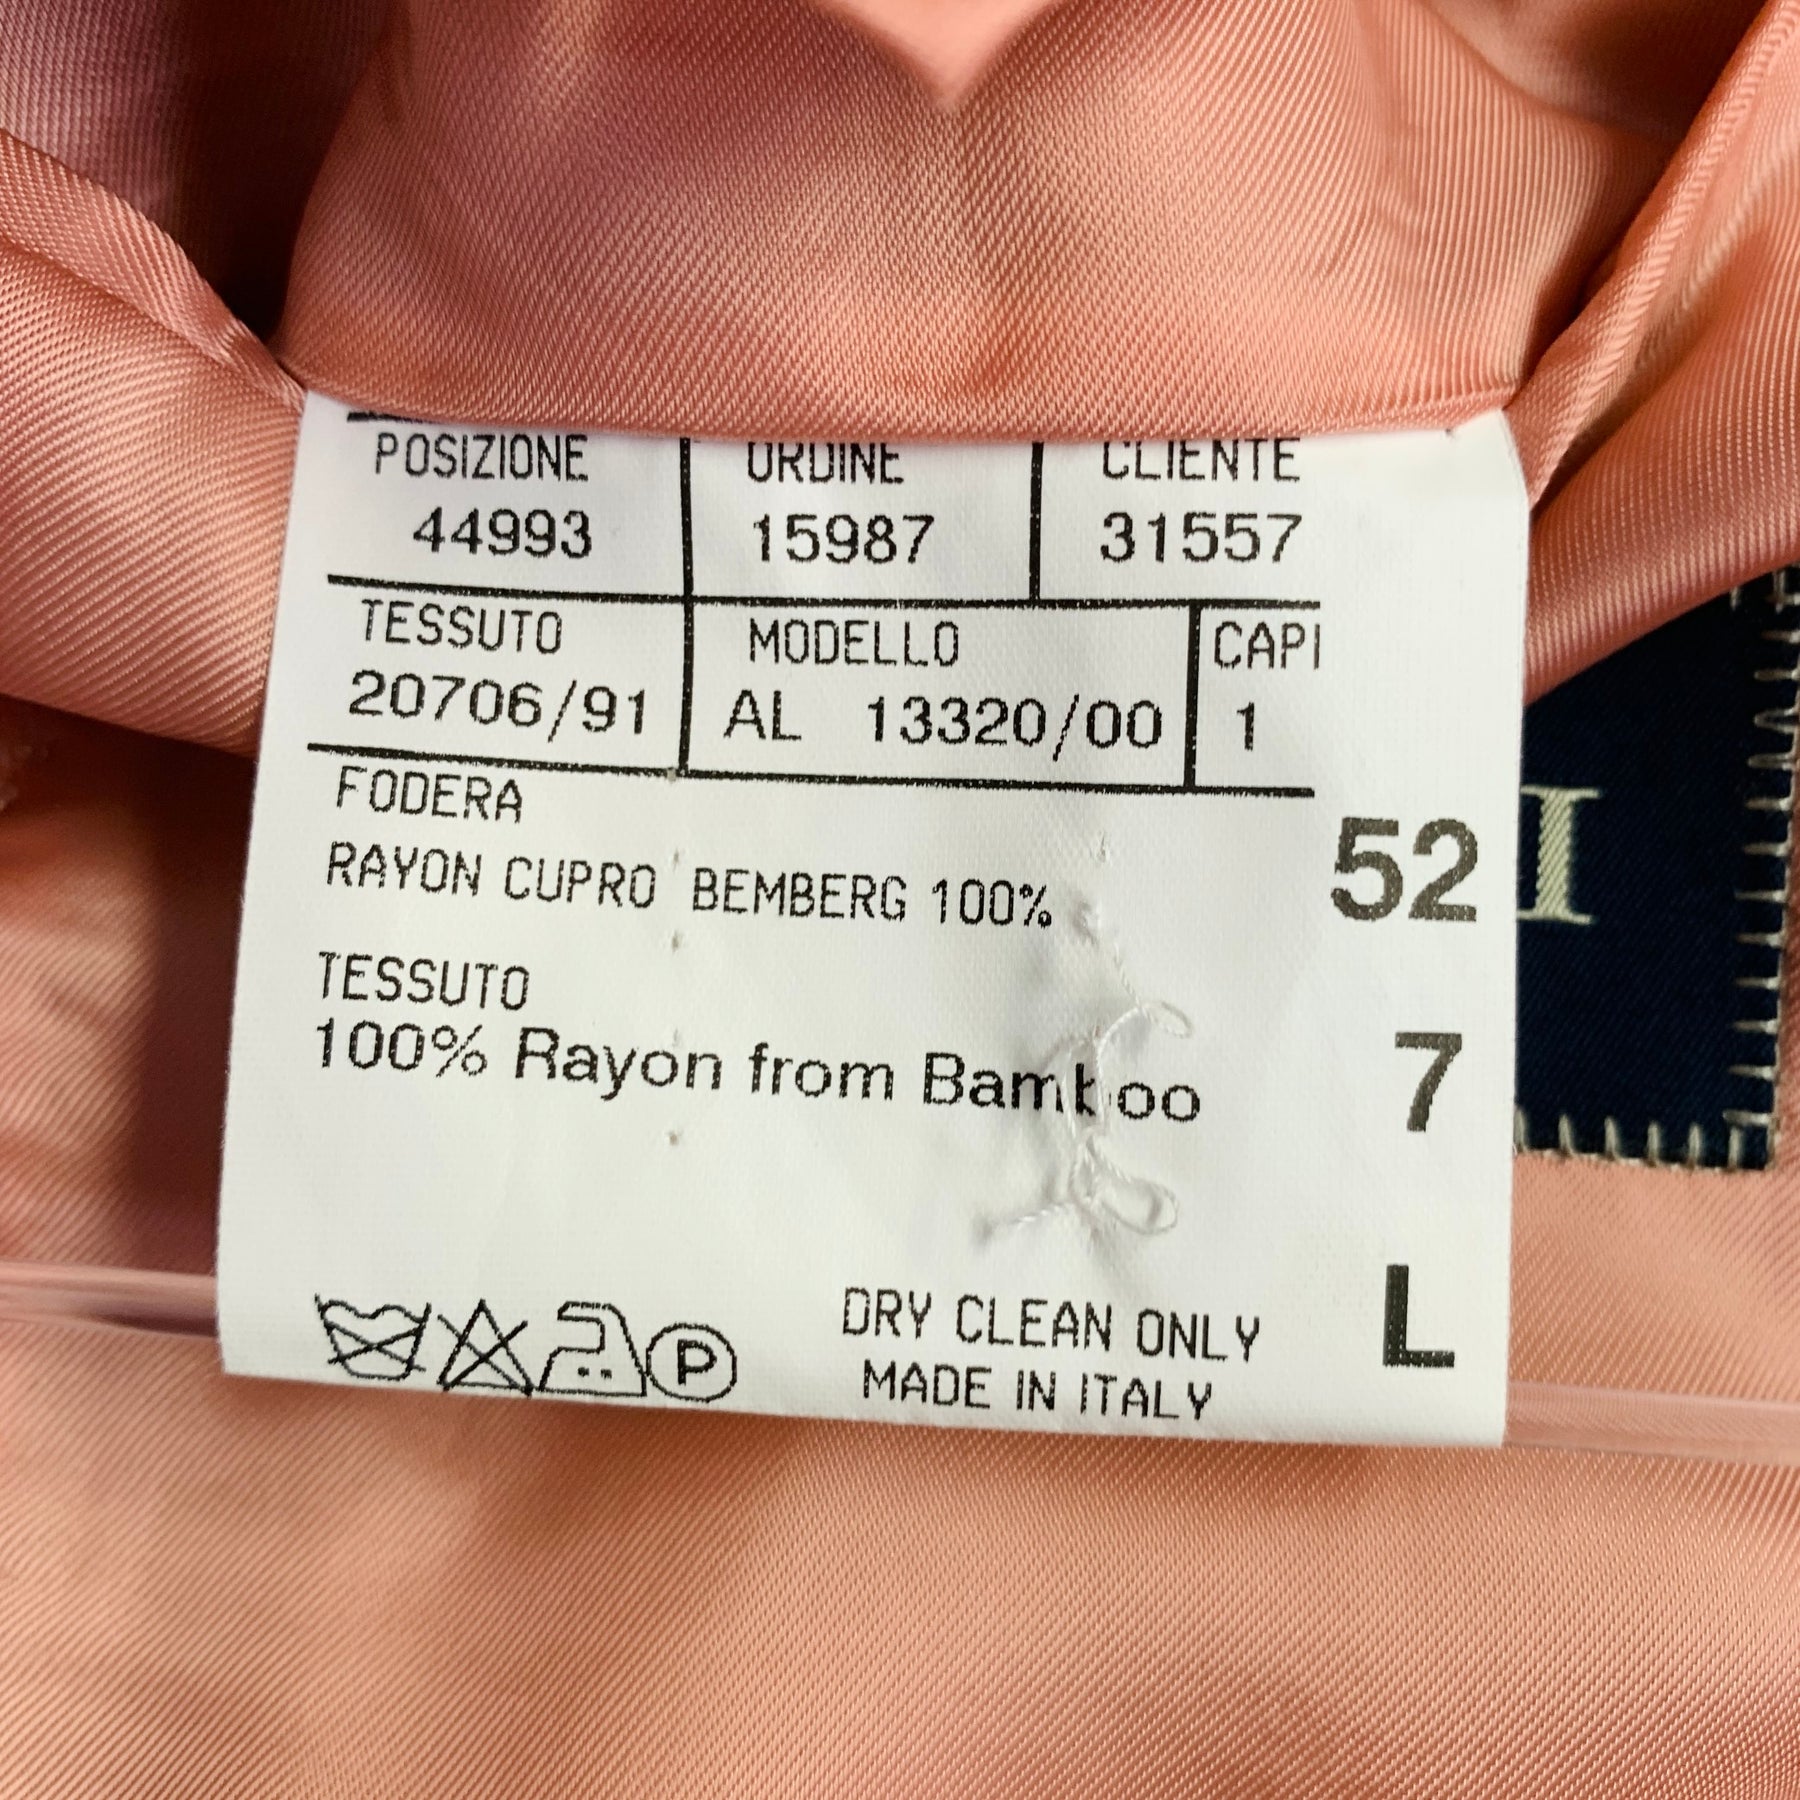 POSIZIONE ORDINE CLIENTE
44993 15987 31557
TESSUTO MODELLO CAPI
20706/91 AL 13320/00 1
FODERA
RAYON CUPRO BEMBERG 100%
52
TESSUTO
100% Rayon from Bamboo
7
DRY CLEAN ONLY
MADE IN ITALY
L
P
I